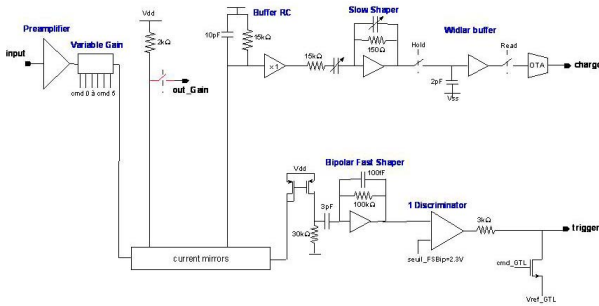 Preamplifier
input
Variable Gain
cmd 0 à cmd 5
Vdd
2kΩ
out_Gain
Buffer RC
10pF
15kΩ
x1
15kΩ
Slow Shaper
150Ω
Hold
Widlar buffer
2pF
Vss
Read
OTA
charge
current mirrors
Vdd
30kΩ
3pF
Bipolar Fast Shaper
100fF
100kΩ
1 Discriminator
seuil_FSBip=2.3V
3kΩ
trigger
cmd_GTL
Vref_GTL